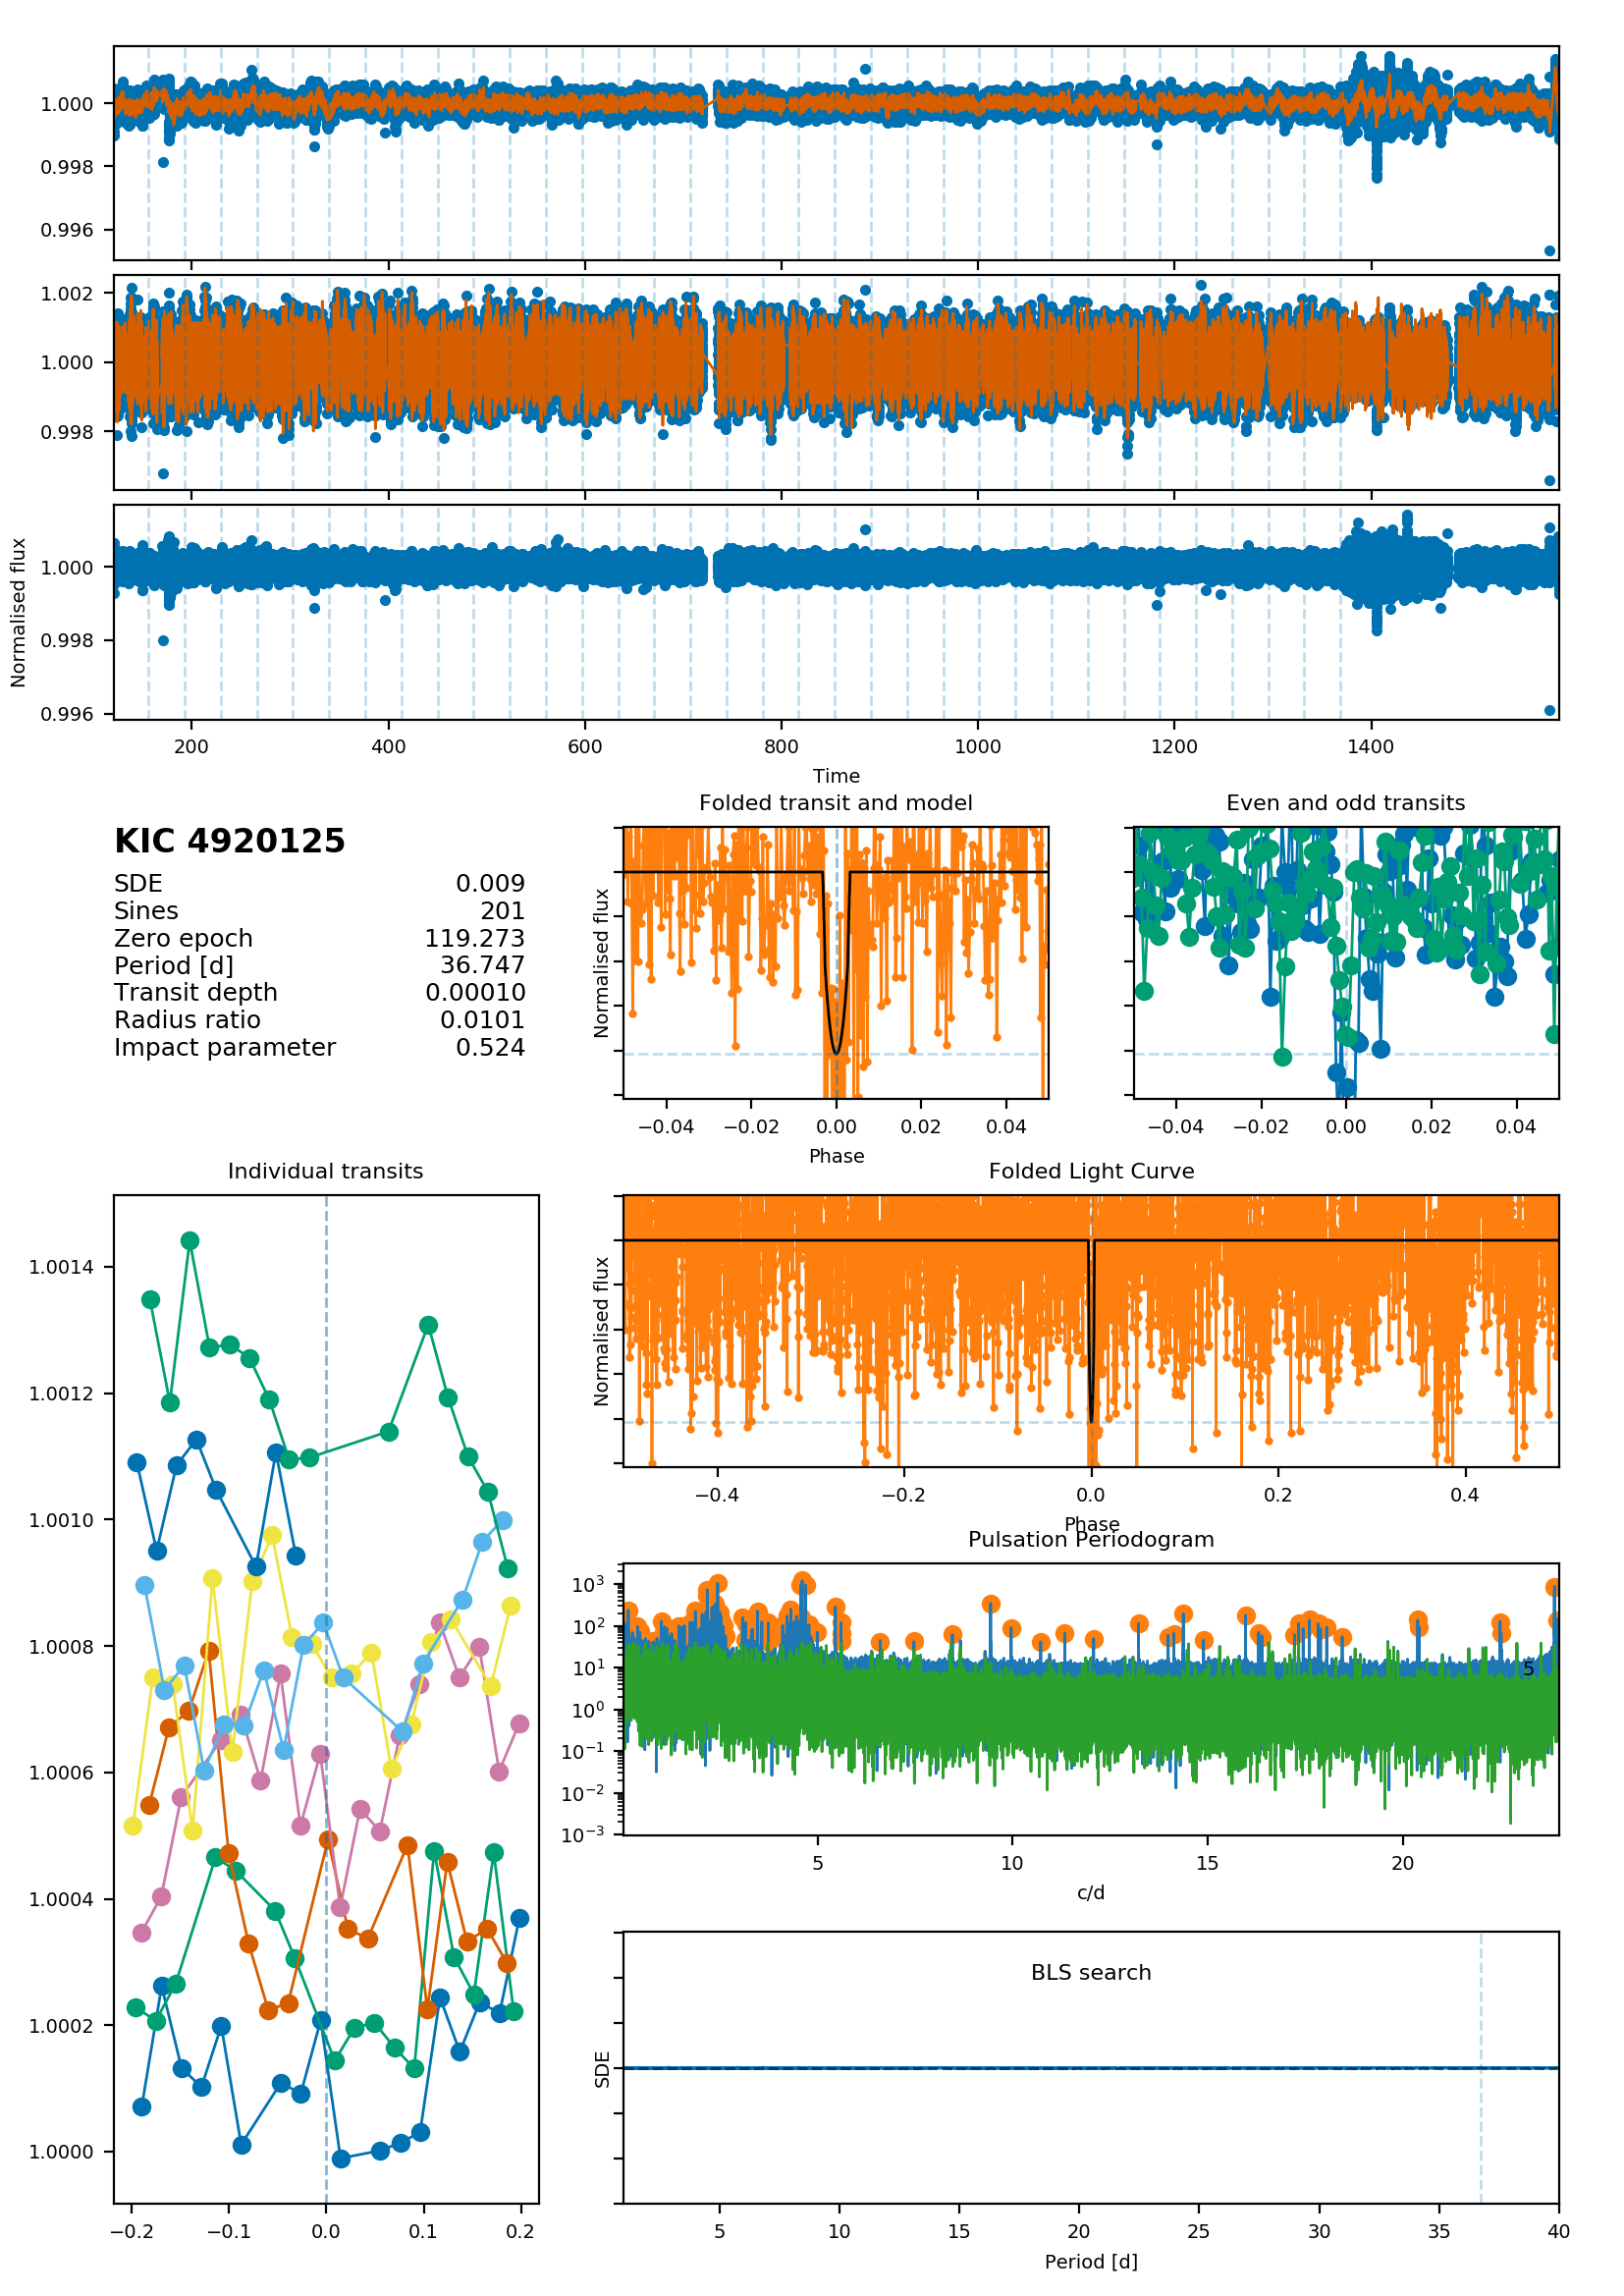 1.000
0.998
0.996
1.002
1.000
0.998
1.000
0.998
0.996
Normalised flux
200 400 600 800 1000 1200 1400
Time
KIC 4920125
SDE 0.009
Sines 201
Zero epoch 119.273
Period [d] 36.747
Transit depth 0.00010
Radius ratio 0.0101
Impact parameter 0.524
Folded transit and model
Normalised flux
−0.04 −0.02 0.00 0.02 0.04
Phase
Even and odd transits
−0.04 −0.02 0.00 0.02 0.04
Individual transits
1.0014
1.0012
1.0010
1.0008
1.0006
1.0004
1.0002
1.0000
−0.2 −0.1 0.0 0.1 0.2
Folded Light Curve
Normalised flux
−0.4 −0.2 0.0 0.2 0.4
Phase
Pulsation Periodogram
10³
10²
10¹
10⁰
10⁻¹
10⁻²
10⁻³
5
5 10 15 20
c/d
BLS search
SDE
5 10 15 20 25 30 35 40
Period [d]